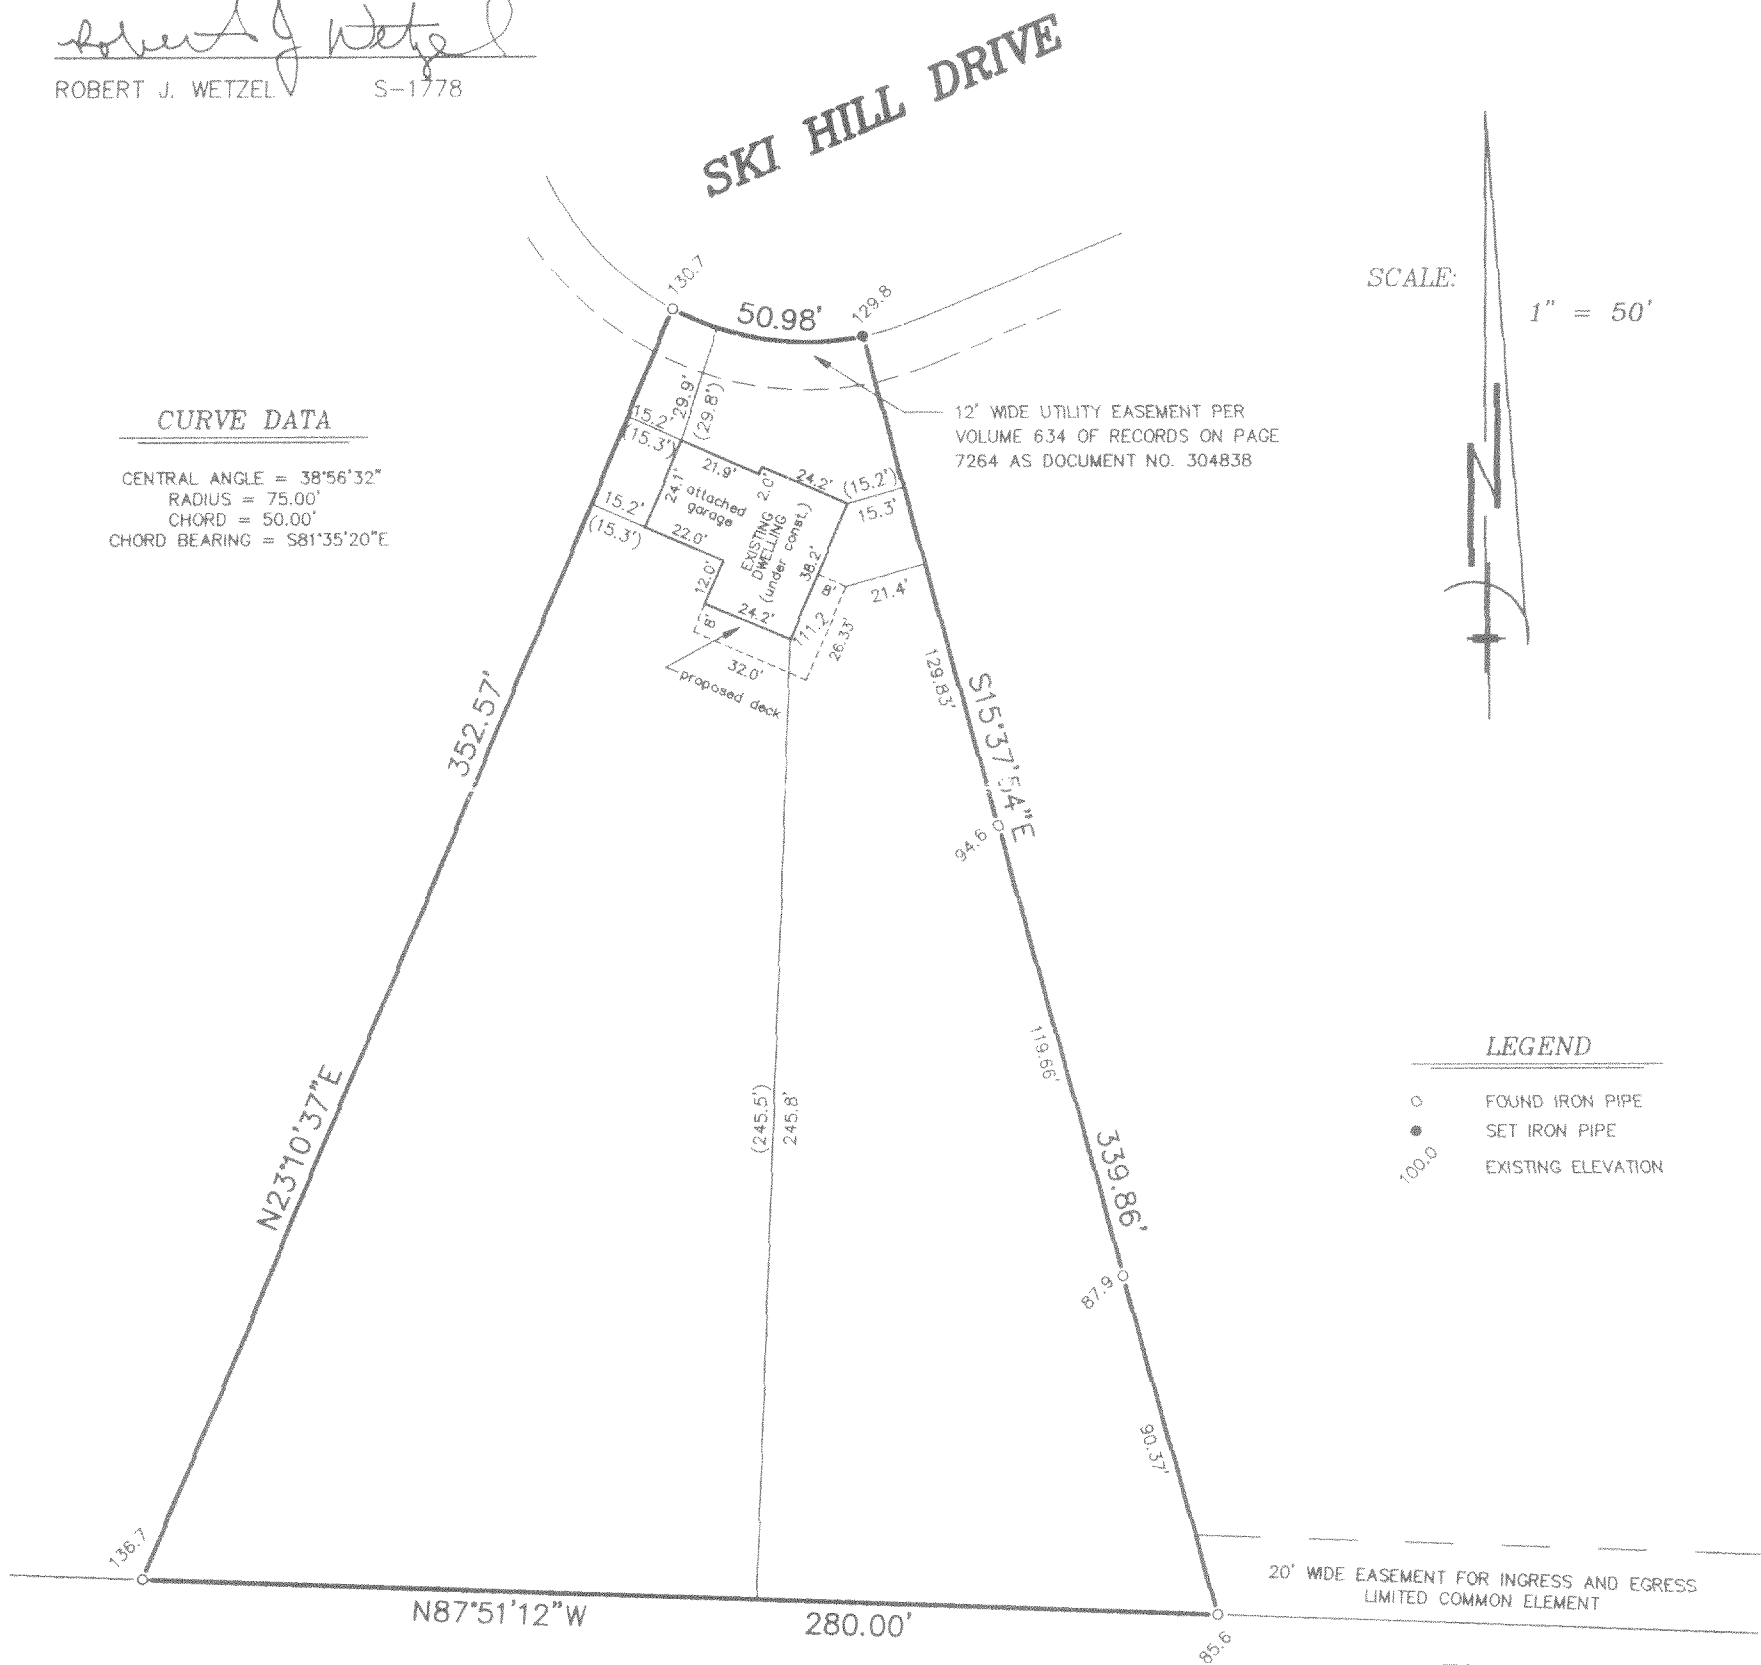 Robert J Wetzel
ROBERT J. WETZEL S-1778
SKI HILL DRIVE
SCALE:
1" = 50'
130.7
50.98'
129.8
CURVE DATA
CENTRAL ANGLE = 38°56'32"
RADIUS = 75.00'
CHORD = 50.00'
CHORD BEARING = S81°35'20"E
12' WIDE UTILITY EASEMENT PER
VOLUME 634 OF RECORDS ON PAGE
7264 AS DOCUMENT NO. 304838
29.9'
(29.8')
15.2'
(15.3')
21.9'
24.1'
attached
garage
2.0'
24.2'
(15.2')
15.3'
15.2'
(15.3')
22.0'
EXISTING
DWELLING
(under const.)
38.2'
12.0'
24.2'
8'
8'
11.2
26.33'
21.4'
32.0'
proposed deck
N
352.57'
129.83'
S15°37'54"E
94.6
119.66'
(245.5')
245.8'
N23°10'37"E
339.86'
87.9
90.37'
LEGEND
FOUND IRON PIPE
SET IRON PIPE
100.0 EXISTING ELEVATION
136.7
N87°51'12"W
280.00'
85.6
20' WIDE EASEMENT FOR INGRESS AND EGRESS
LIMITED COMMON ELEMENT